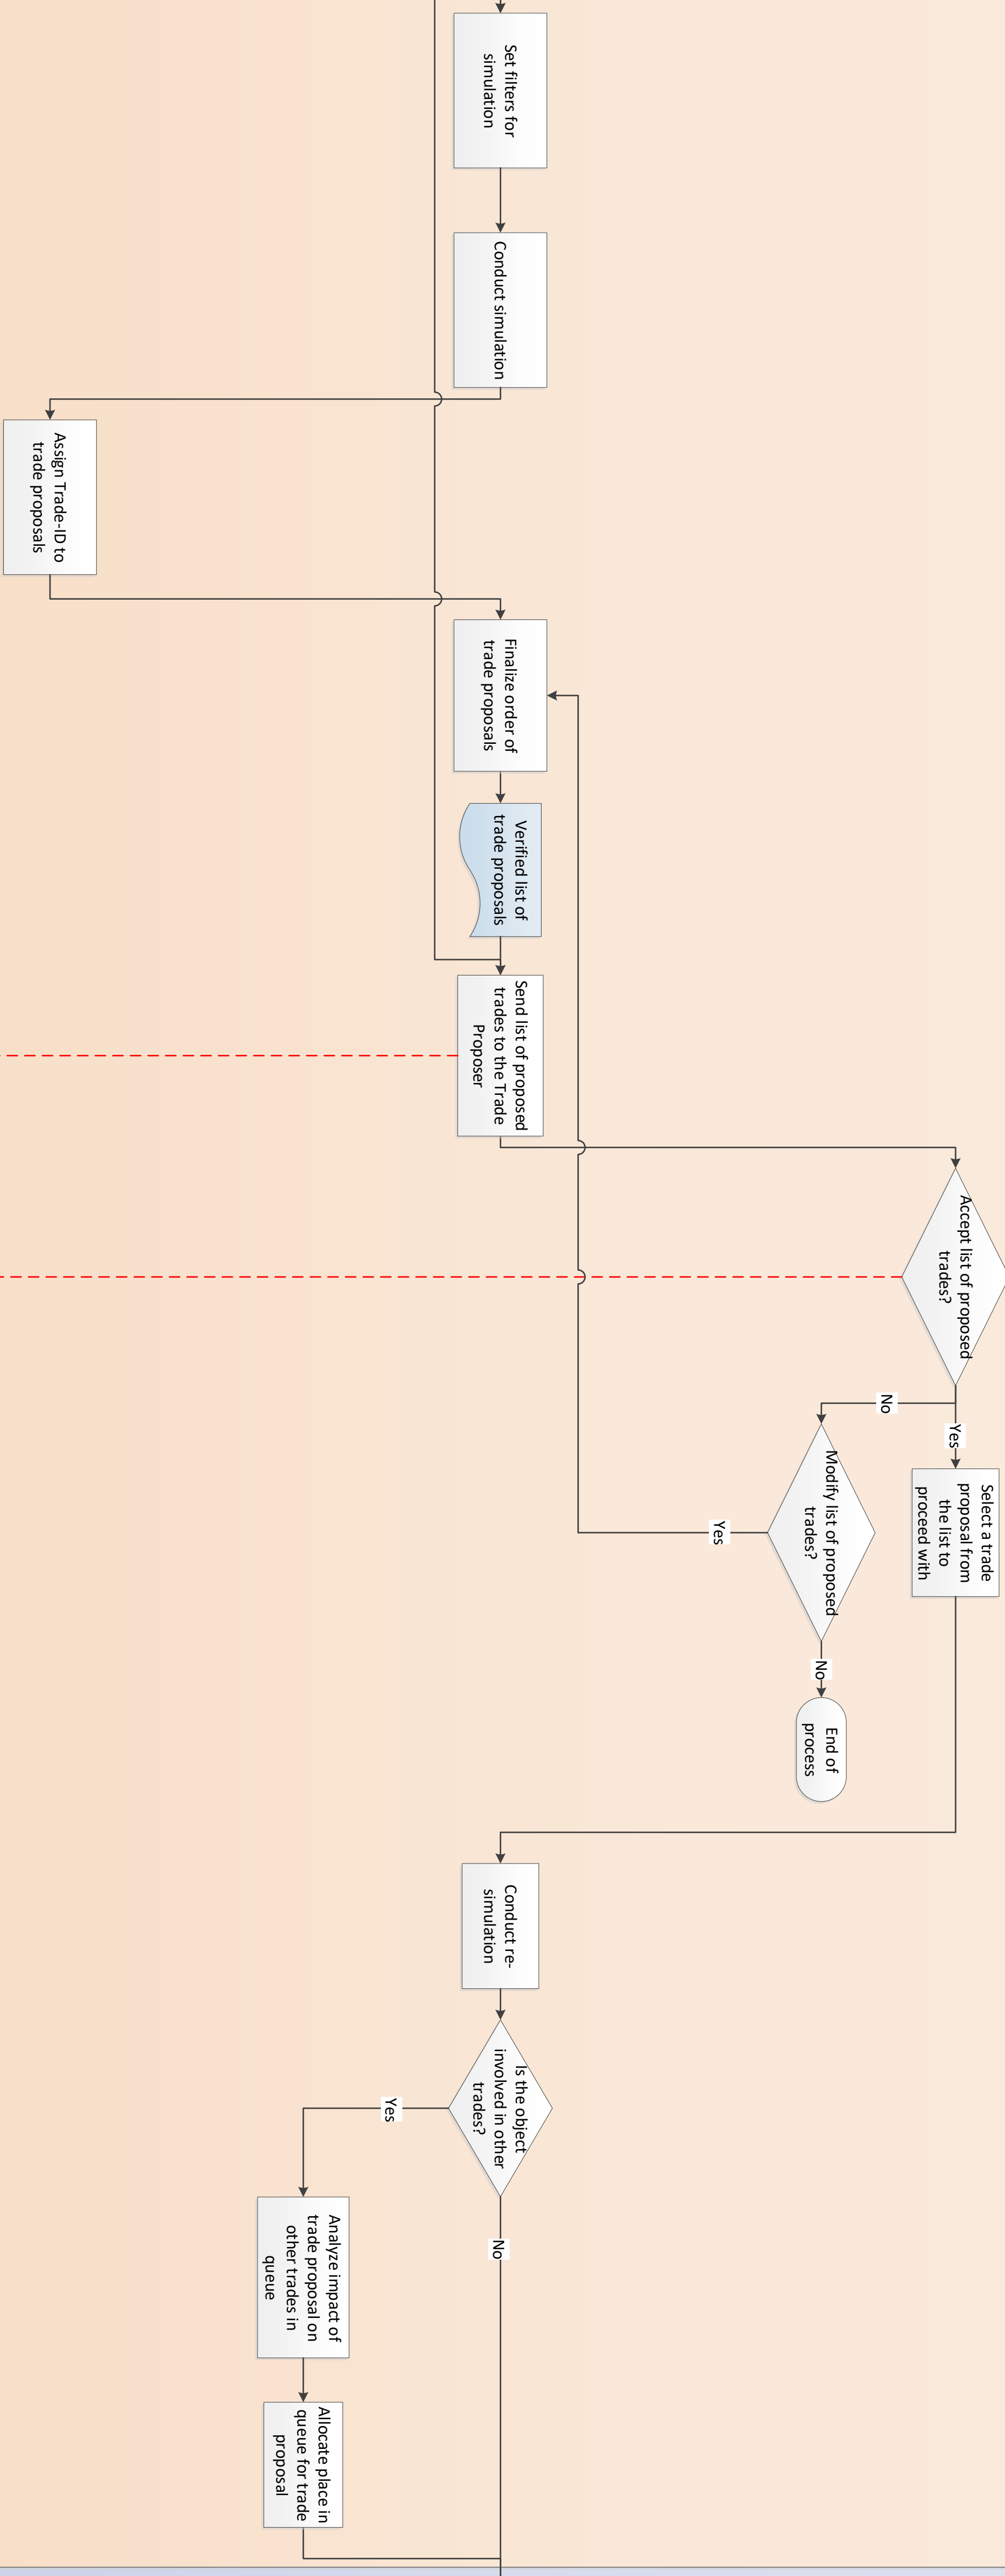 Set filters for
simulation
Conduct simulation
Assign Trade-ID to
trade proposals
Finalize order of
trade proposals
Verified list of
trade proposals
Send list of proposed
trades to the Trade
Proposer
Accept list of proposed
trades?
No
Yes
Select a trade
proposal from
the list to
proceed with
Modify list of proposed
trades?
Yes
No
End of
process
Conduct re-
simulation
Is the object
involved in other
trades?
Yes
No
Analyze impact of
trade proposal on
other trades in
queue
Allocate place in
queue for trade
proposal